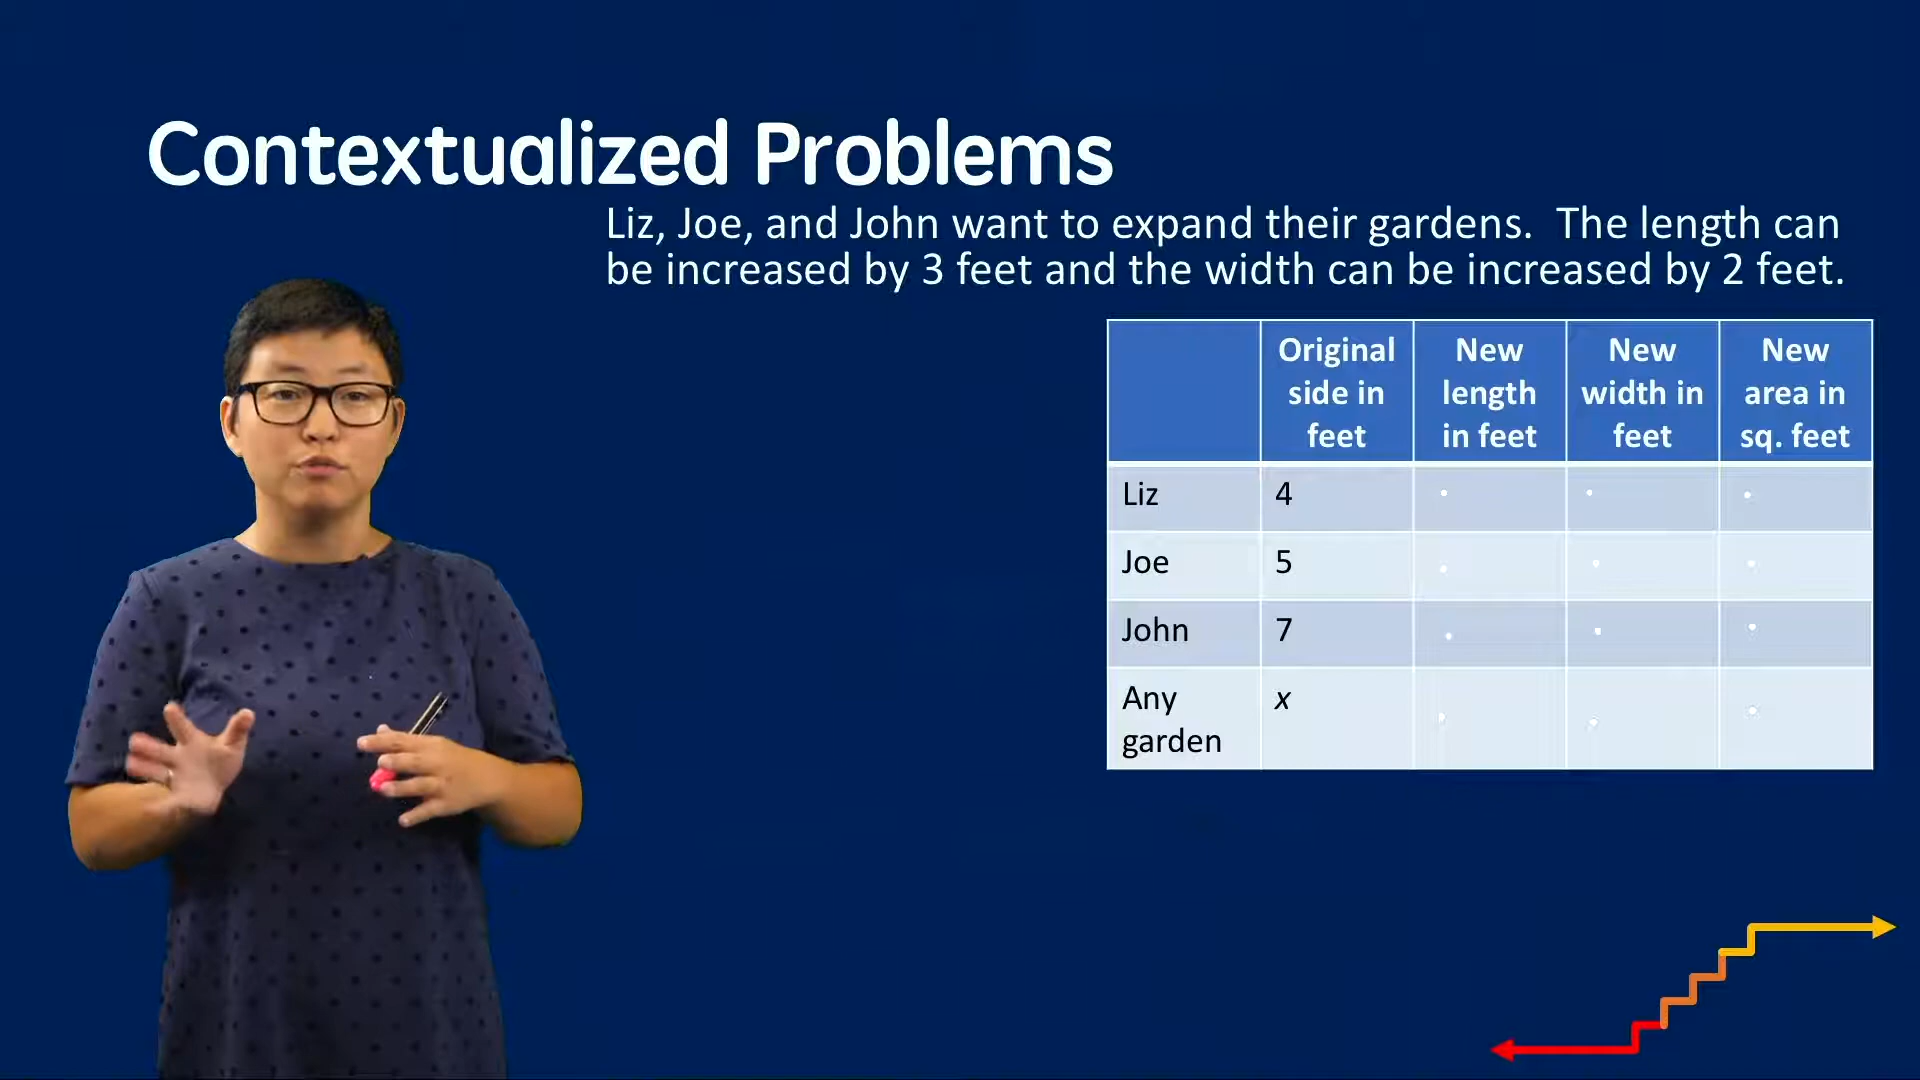 Contextualized Problems
Liz, Joe, and John want to expand their gardens. The length can
be increased by 3 feet and the width can be increased by 2 feet.
Original side in feet
New length in feet
New width in feet
New area in sq. feet
Liz 4
Joe 5
John 7
Any garden x